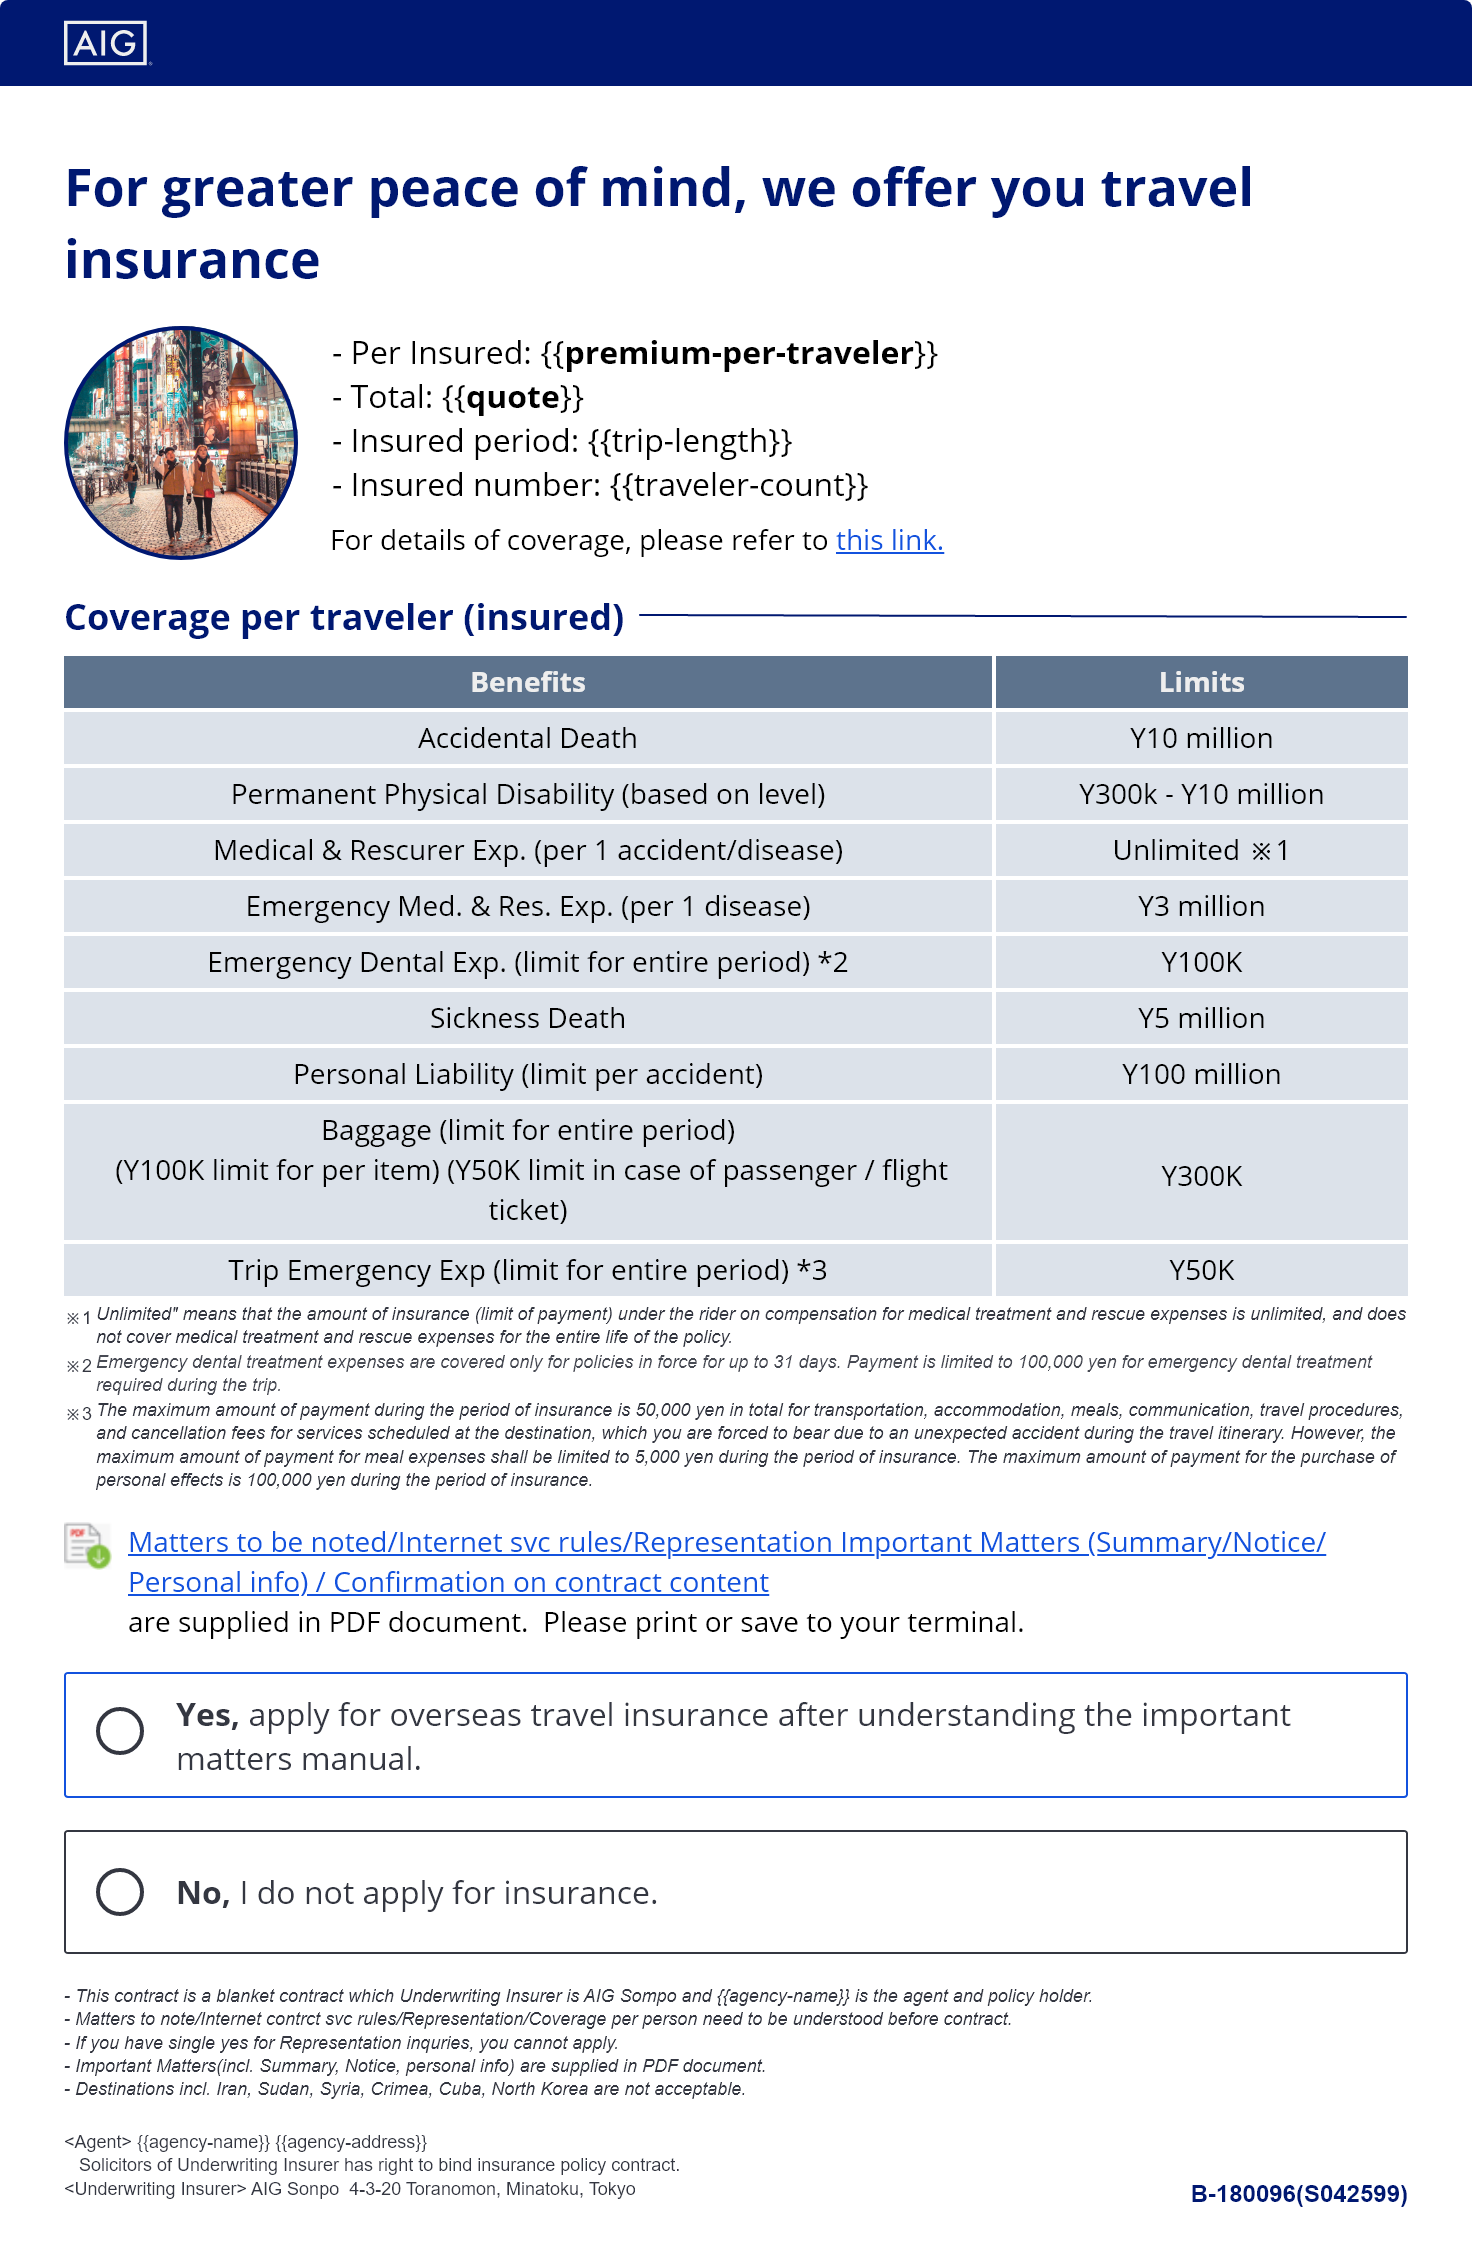 AIG
For greater peace of mind, we offer you travel
insurance
- Per Insured: {{premium-per-traveler}}
- Total: {{quote}}
- Insured period: {{trip-length}}
- Insured number: {{traveler-count}}
For details of coverage, please refer to this link.
Coverage per traveler (insured)
Benefits Limits
Accidental Death Y10 million
Permanent Physical Disability (based on level) Y300k - Y10 million
Medical & Rescurer Exp. (per 1 accident/disease) Unlimited ※1
Emergency Med. & Res. Exp. (per 1 disease) Y3 million
Emergency Dental Exp. (limit for entire period) *2 Y100K
Sickness Death Y5 million
Personal Liability (limit per accident) Y100 million
Baggage (limit for entire period)
(Y100K limit for per item) (Y50K limit in case of passenger / flight
ticket)
Y300K
Trip Emergency Exp (limit for entire period) *3 Y50K
※1 Unlimited" means that the amount of insurance (limit of payment) under the rider on compensation for medical treatment and rescue expenses is unlimited, and does
not cover medical treatment and rescue expenses for the entire life of the policy.
※2 Emergency dental treatment expenses are covered only for policies in force for up to 31 days. Payment is limited to 100,000 yen for emergency dental treatment
required during the trip.
※3 The maximum amount of payment during the period of insurance is 50,000 yen in total for transportation, accommodation, meals, communication, travel procedures,
and cancellation fees for services scheduled at the destination, which you are forced to bear due to an unexpected accident during the travel itinerary. However, the
maximum amount of payment for meal expenses shall be limited to 5,000 yen during the period of insurance. The maximum amount of payment for the purchase of
personal effects is 100,000 yen during the period of insurance.
PDF
Matters to be noted/Internet svc rules/Representation Important Matters (Summary/Notice/
Personal info) / Confirmation on contract content
are supplied in PDF document.  Please print or save to your terminal.
Yes, apply for overseas travel insurance after understanding the important
matters manual.
No, I do not apply for insurance.
- This contract is a blanket contract which Underwriting Insurer is AIG Sompo and {{agency-name}} is the agent and policy holder.
- Matters to note/Internet contrct svc rules/Representation/Coverage per person need to be understood before contract.
- If you have single yes for Representation inquries, you cannot apply.
- Important Matters(incl. Summary, Notice, personal info) are supplied in PDF document.
- Destinations incl. Iran, Sudan, Syria, Crimea, Cuba, North Korea are not acceptable.
<Agent> {{agency-name}} {{agency-address}}
Solicitors of Underwriting Insurer has right to bind insurance policy contract.
<Underwriting Insurer> AIG Sonpo  4-3-20 Toranomon, Minatoku, Tokyo
B-180096(S042599)